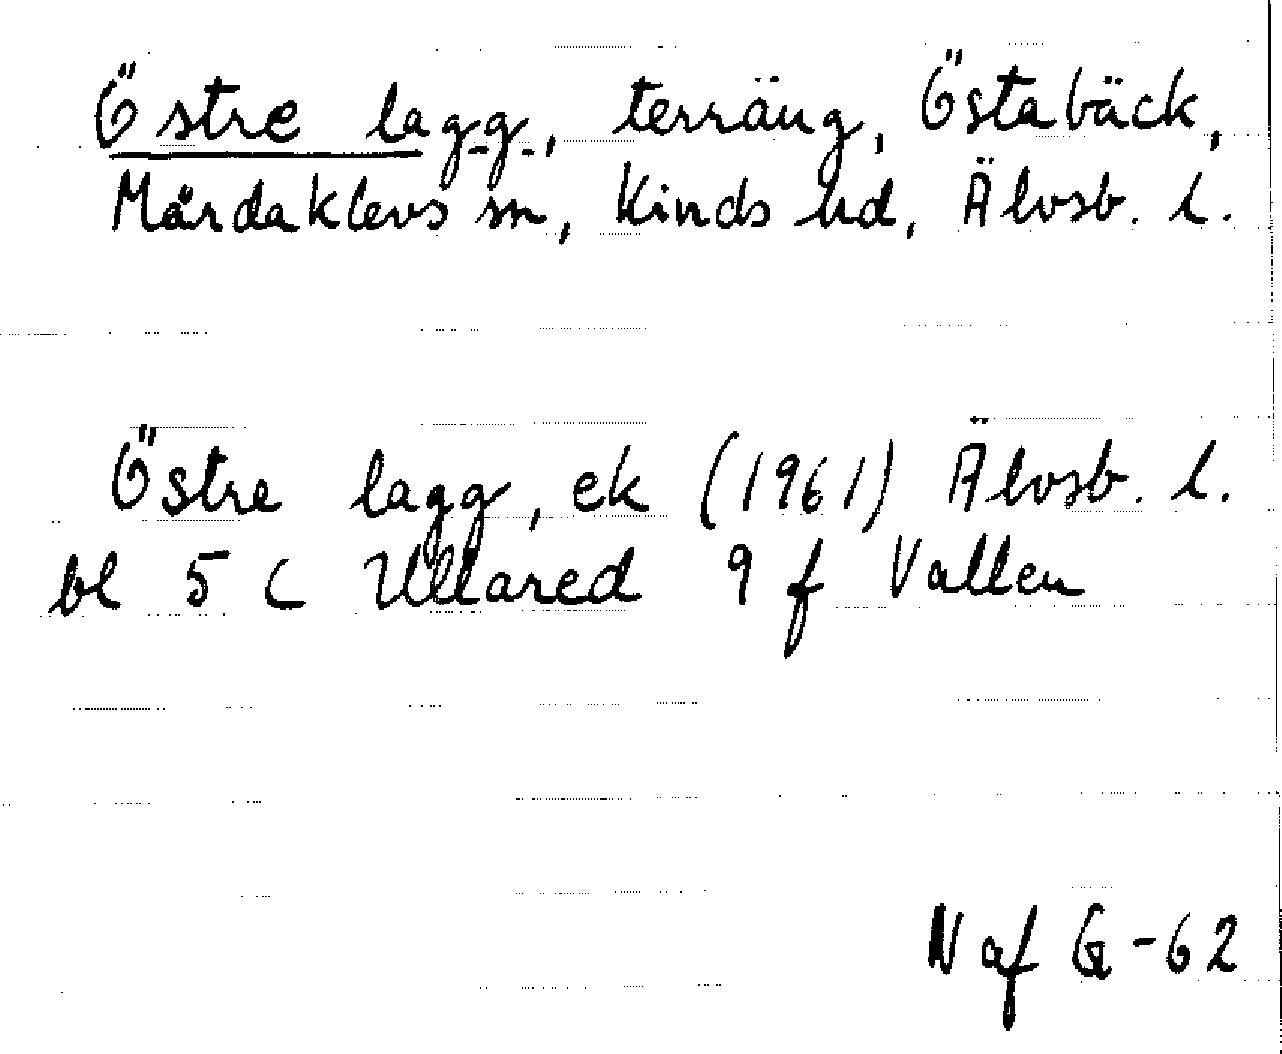 Östre lagg, terräng, Östabäck,
Mårdaklevs sn, Kinds hd, Älvsb. l.
Östre lagg, ek (1961) Älvsb. l.
bl 5 C Ullared 9 f Vallen
N af G-62